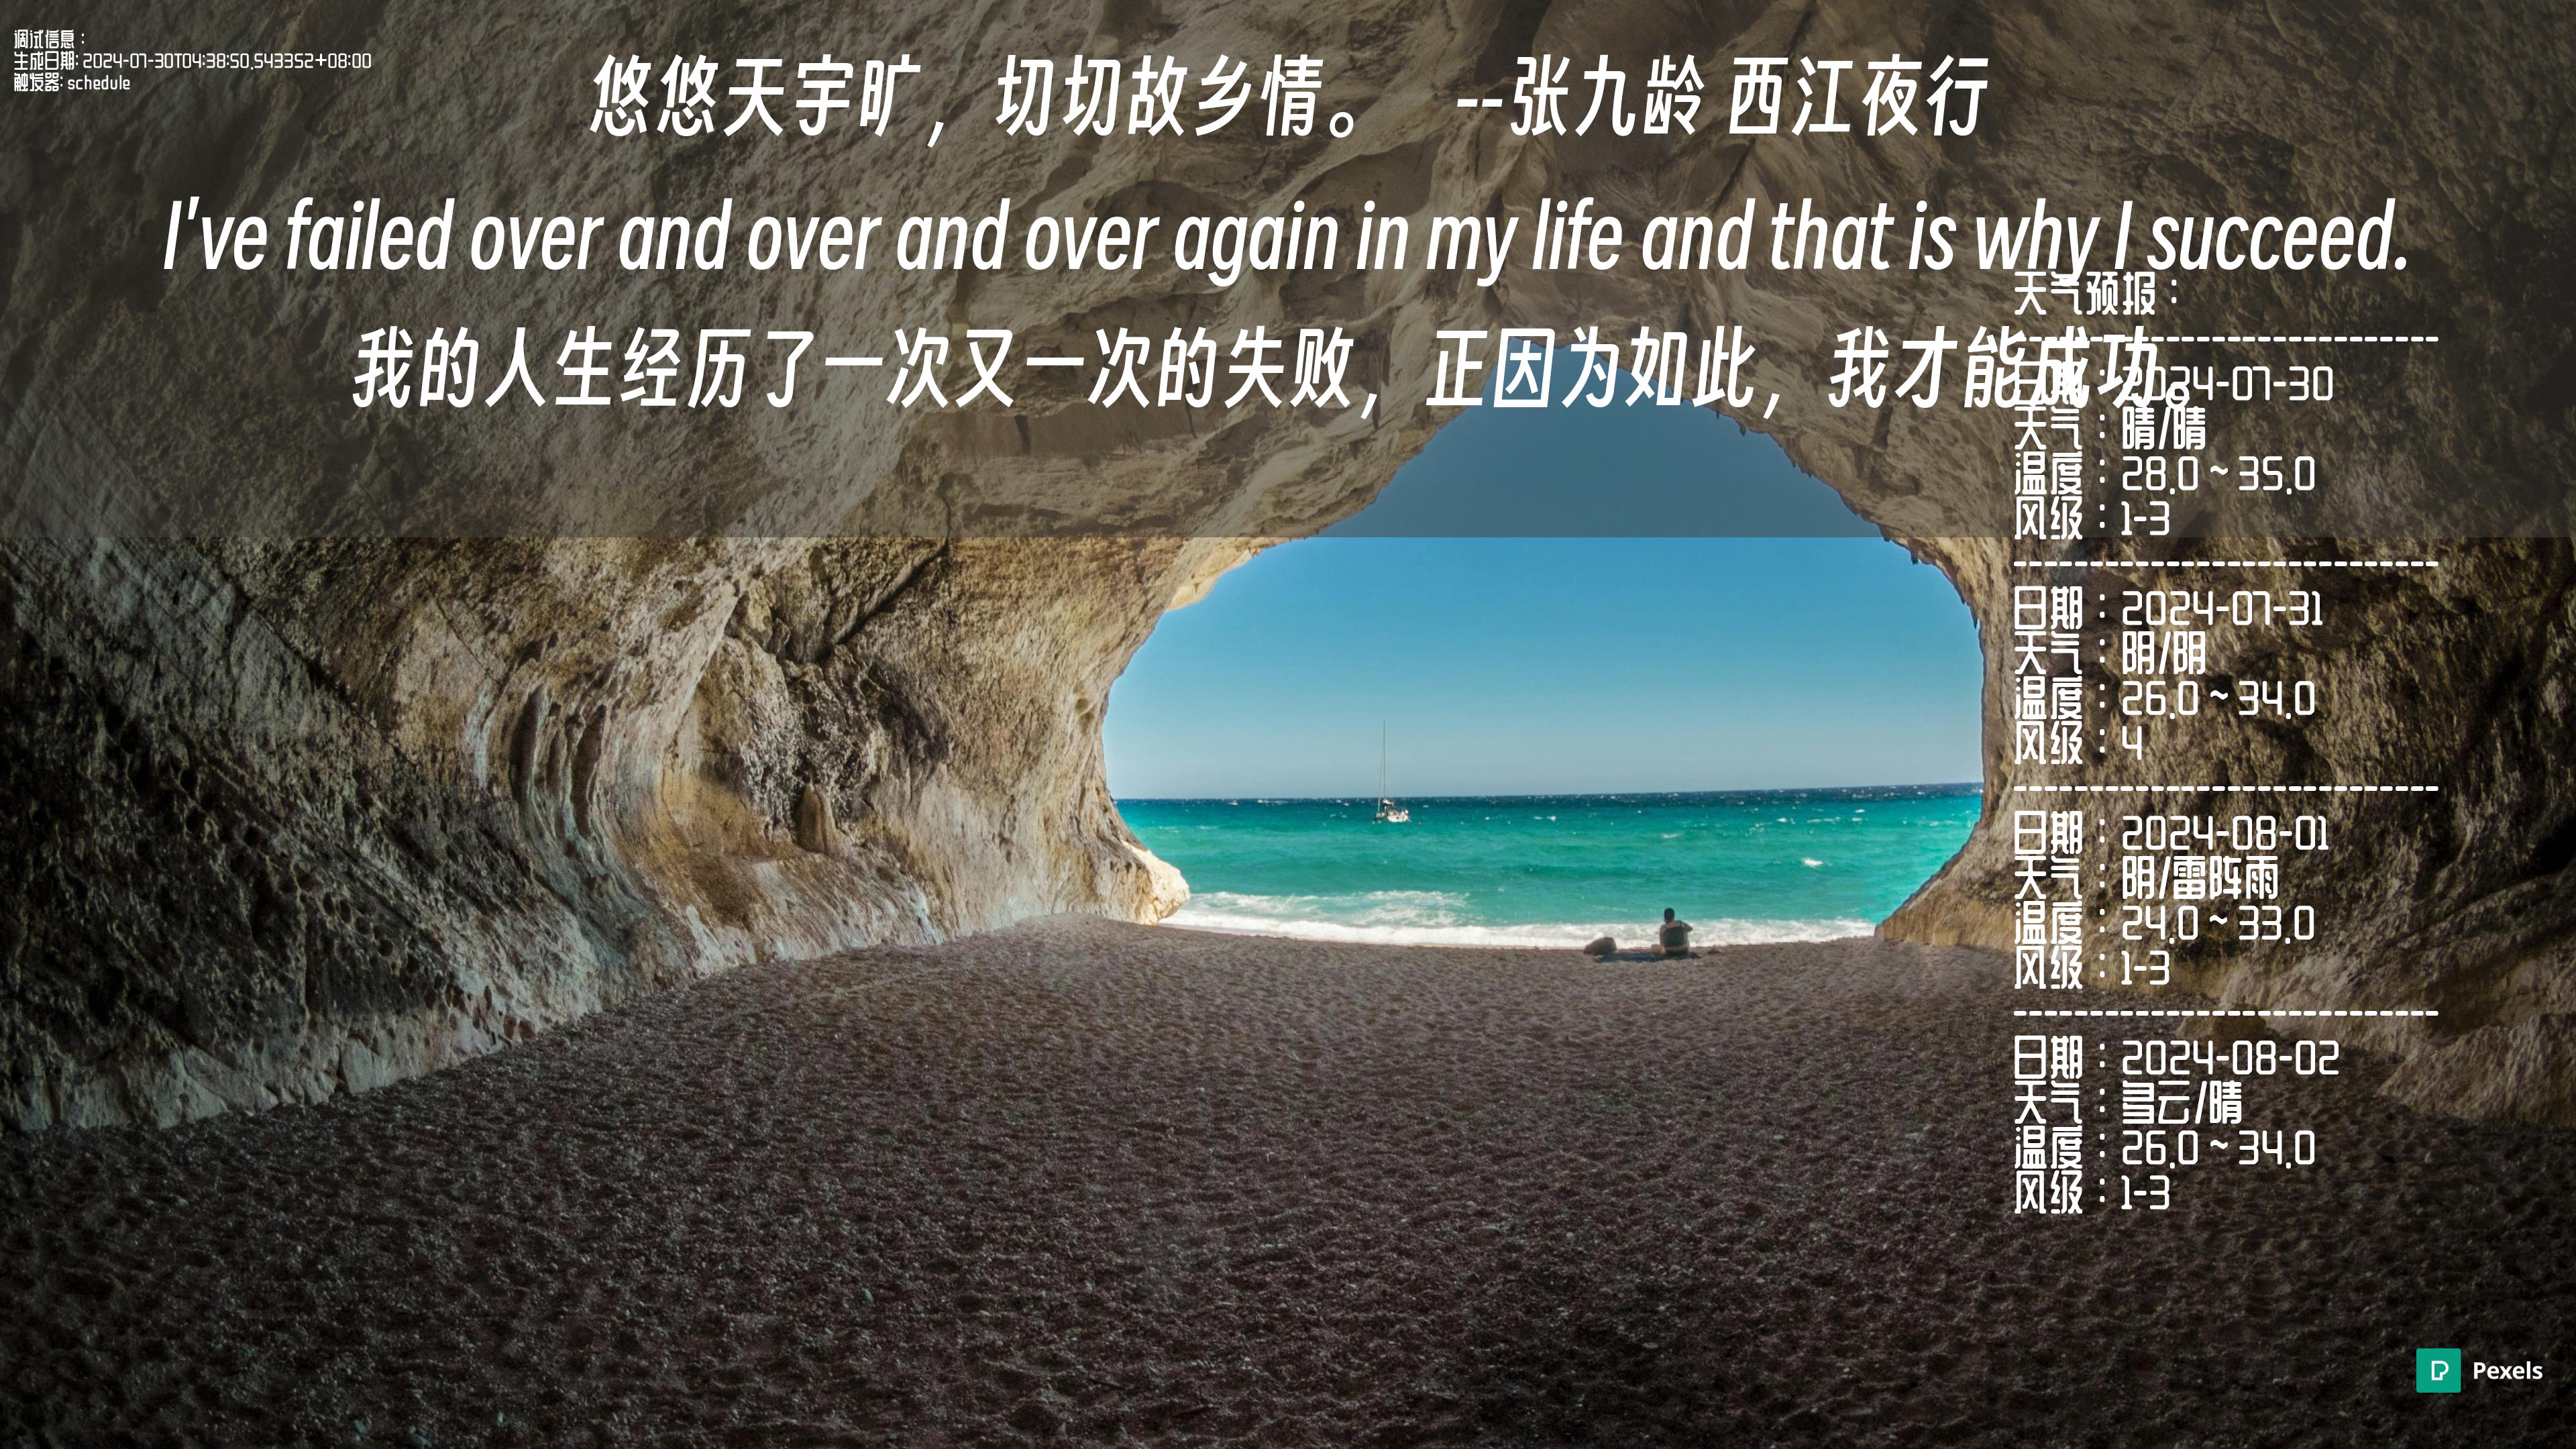 调试信息：
生成日期: 2024-07-30T04:38:50.543352+08:00
触发器: schedule
悠悠天宇旷，切切故乡情。 --张九龄 西江夜行
I've failed over and over and over again in my life and that is why I succeed.
我的人生经历了一次又一次的失败，正因为如此，我才能成功。
天气预报：
----------------------------
日期：2024-07-30
天气：晴/晴
温度：28.0 ~ 35.0
风级：1-3
----------------------------
日期：2024-07-31
天气：阴/阴
温度：26.0 ~ 34.0
风级：4
----------------------------
日期：2024-08-01
天气：阴/雷阵雨
温度：24.0 ~ 33.0
风级：1-3
----------------------------
日期：2024-08-02
天气：多云/晴
温度：26.0 ~ 34.0
风级：1-3
Pexels